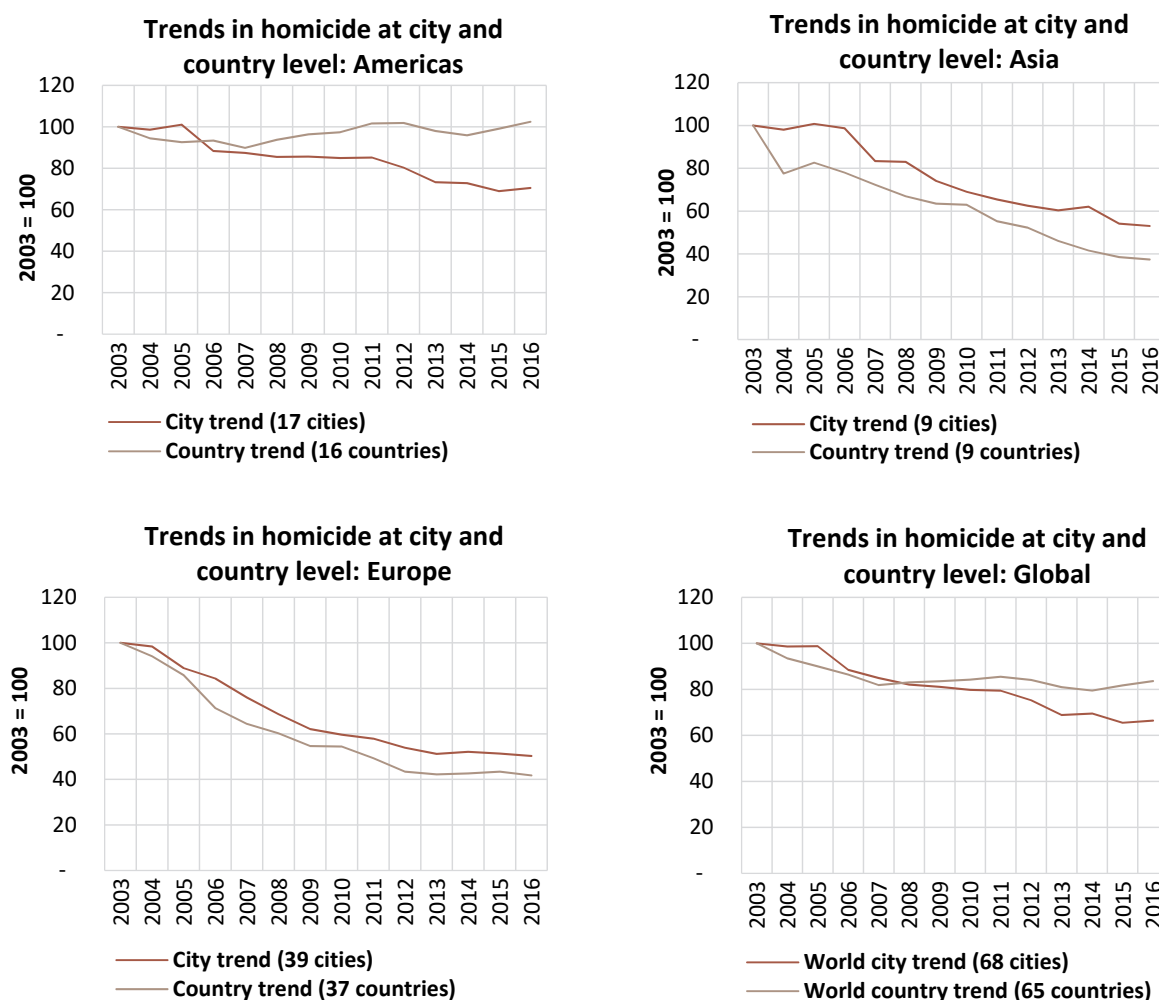 Trends in homicide at city and
country level: Americas
120
100
80
60
40
20
-
2003 = 100
2003 2004 2005 2006 2007 2008 2009 2010 2011 2012 2013 2014 2015 2016
City trend (17 cities)
Country trend (16 countries)
Trends in homicide at city and
country level: Asia
120
100
80
60
40
20
-
2003 = 100
2003 2004 2005 2006 2007 2008 2009 2010 2011 2012 2013 2014 2015 2016
City trend (9 cities)
Country trend (9 countries)
Trends in homicide at city and
country level: Europe
120
100
80
60
40
20
-
2003 = 100
2003 2004 2005 2006 2007 2008 2009 2010 2011 2012 2013 2014 2015 2016
City trend (39 cities)
Country trend (37 countries)
Trends in homicide at city and
country level: Global
120
100
80
60
40
20
-
2003 = 100
2003 2004 2005 2006 2007 2008 2009 2010 2011 2012 2013 2014 2015 2016
World city trend (68 cities)
World country trend (65 countries)